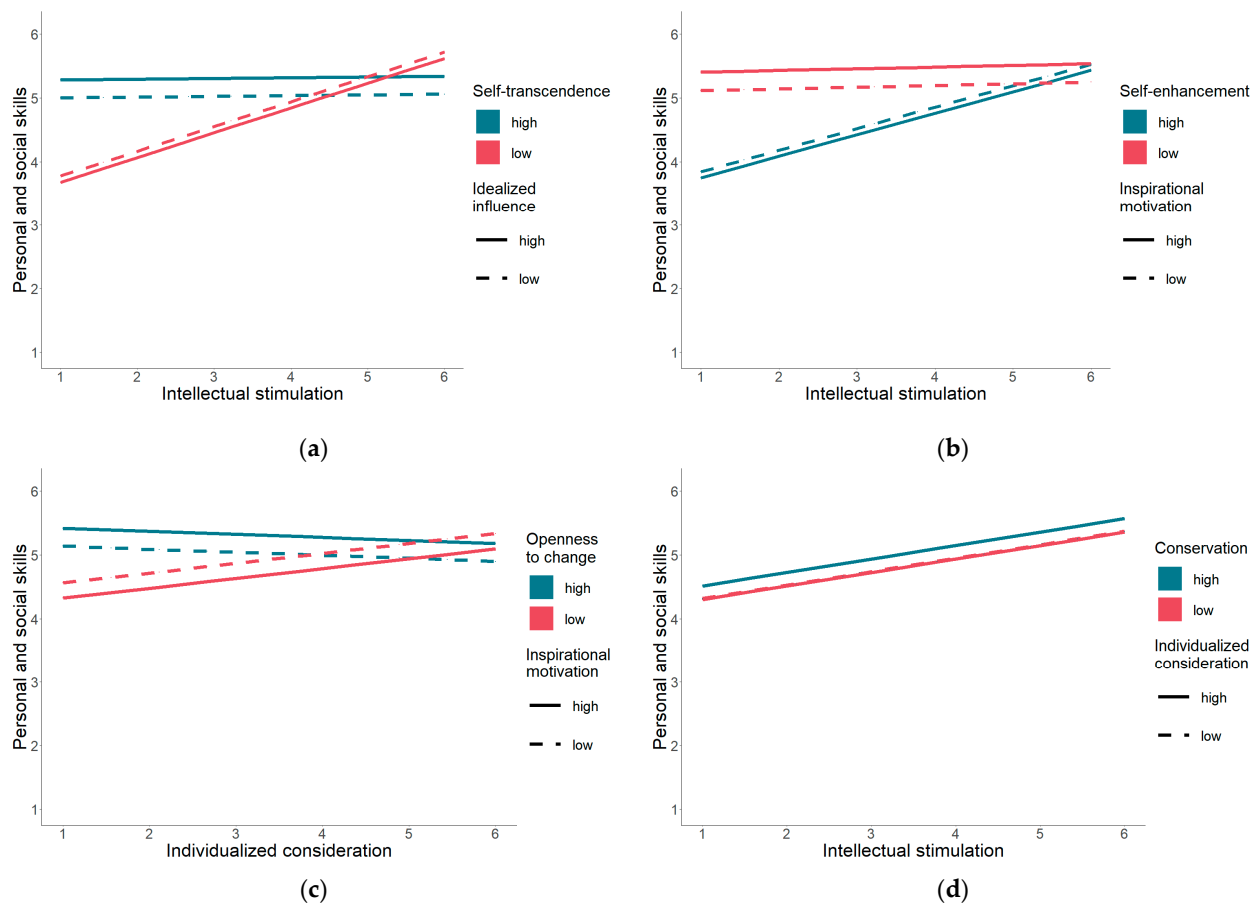 Personal and social skills
6
5
4
3
2
1
1 2 3 4 5 6
Intellectual stimulation
Self-transcendence
high
low
Idealized
influence
high
low
(a)
Personal and social skills
6
5
4
3
2
1
1 2 3 4 5 6
Intellectual stimulation
Self-enhancement
high
low
Inspirational
motivation
high
low
(b)
Personal and social skills
6
5
4
3
2
1
1 2 3 4 5 6
Individualized consideration
Openness
to change
high
low
Inspirational
motivation
high
low
(c)
Personal and social skills
6
5
4
3
2
1
1 2 3 4 5 6
Intellectual stimulation
Conservation
high
low
Individualized
consideration
high
low
(d)